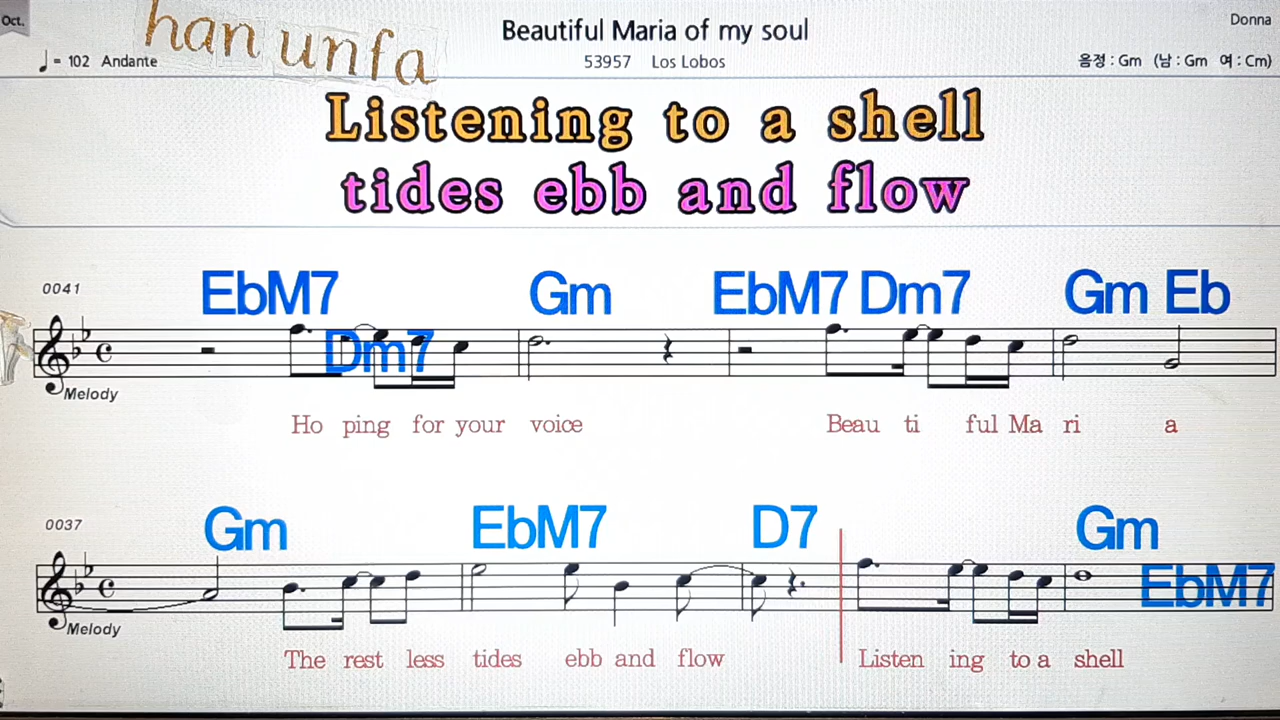 Oct.
han unfa
Beautiful Maria of my soul
Donna
♩= 102 Andante
53957 Los Lobos
음정 : Gm (남 : Gm 여 : Cm)
Listening to a shell
tides ebb and flow
0041
EbM7 Dm7 Gm EbM7 Dm7 Gm Eb
Melody
Ho ping for your voice Beau ti ful Ma ri a
0037
Gm EbM7 D7 Gm EbM7
Melody
The rest less tides ebb and flow Listen ing to a shell